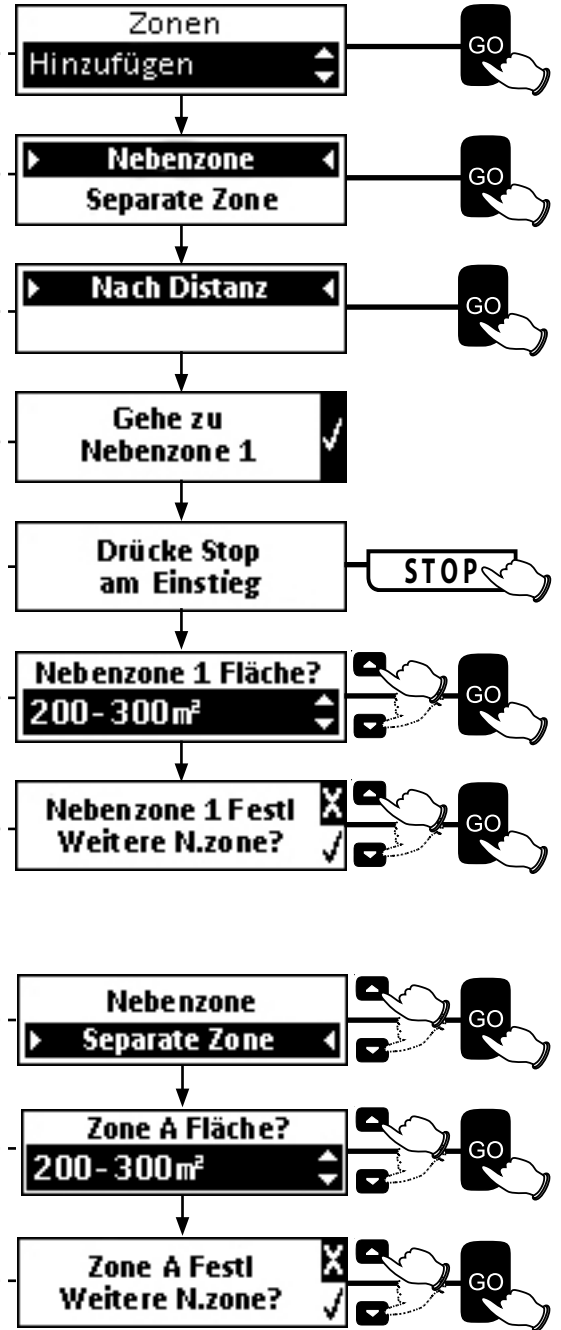 Zonen
Hinzufügen
GO
Nebenzone
Separate Zone
GO
Nach Distanz
GO
Gehe zu
Nebenzone 1
Drücke Stop
am Einstieg
STOP
Nebenzone 1 Fläche?
200-300m²
GO
Nebenzone 1 Festl
Weitere N.zone?
X
GO
Nebenzone
Separate Zone
GO
Zone A Fläche?
200-300m²
GO
Zone A Festl
Weitere N.zone?
X
GO